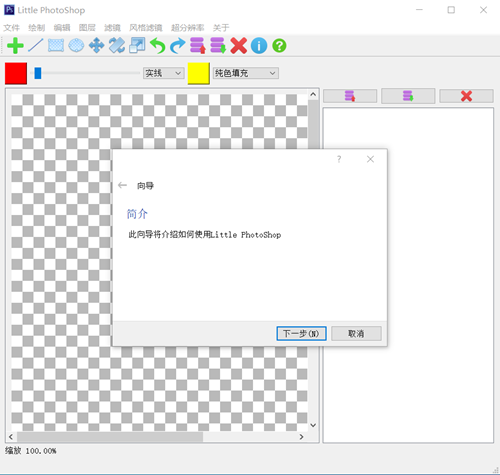 Ps Little PhotoShop
文件 绘制 编辑 图层 滤镜 风格滤镜 超分辨率 关于
实线 纯色填充
? 
向导
简介
此向导将介绍如何使用Little PhotoShop
下一步(N) 取消
缩放 100.00%